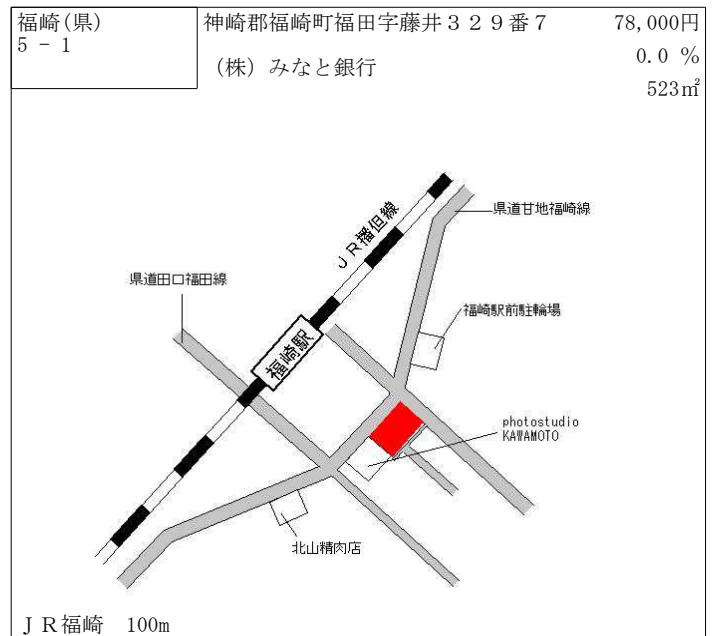 福崎(県)
5 - 1
神崎郡福崎町福田字藤井３２９番７
78,000円
（株）みなと銀行
0.0 %
523㎡
ＪＲ播但線
県道甘地福崎線
県道田口福田線
福崎駅前駐輪場
福崎駅
photostudio
KAWAMOTO
北山精肉店
ＪＲ福崎　100m